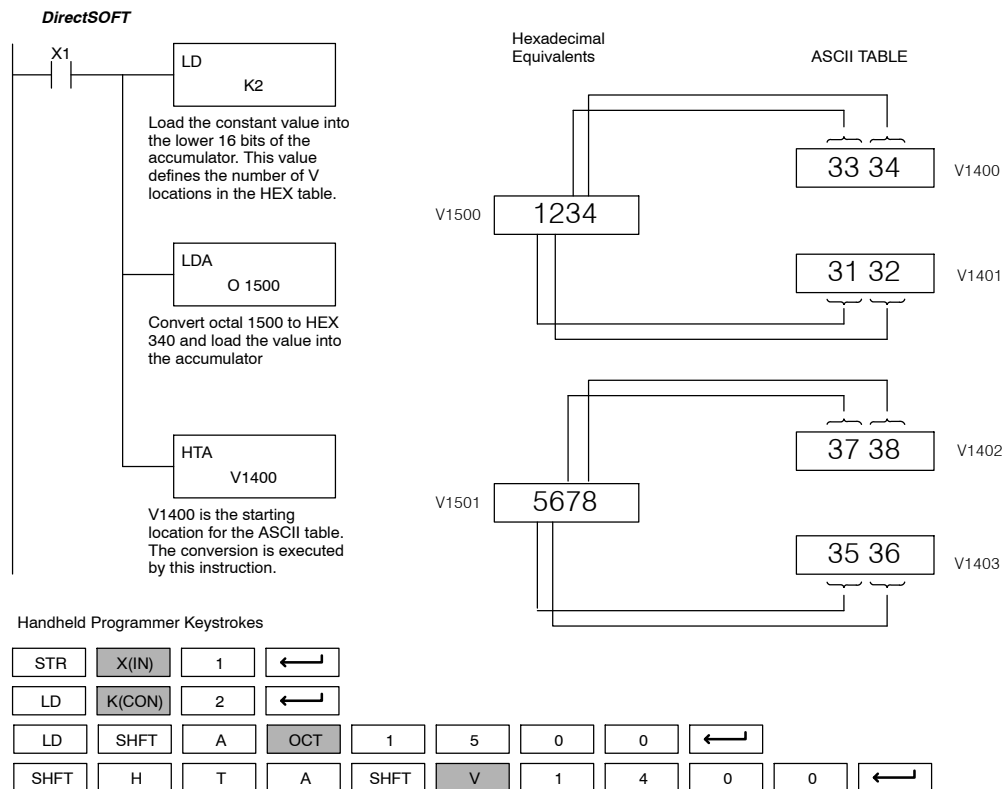 DirectSOFT
X1
LD
K2
Load the constant value into
the lower 16 bits of the
accumulator. This value
defines the number of V
locations in the HEX table.
LDA
O 1500
Convert octal 1500 to HEX
340 and load the value into
the accumulator
HTA
V1400
V1400 is the starting
location for the ASCII table.
The conversion is executed
by this instruction.
Hexadecimal
Equivalents
ASCII TABLE
33 34
V1400
V1500
1234
31 32
V1401
37 38
V1402
V1501
5678
35 36
V1403
Handheld Programmer Keystrokes
STR X(IN) 1
LD K(CON) 2
LD SHFT A OCT 1 5 0 0
SHFT H T A SHFT V 1 4 0 0